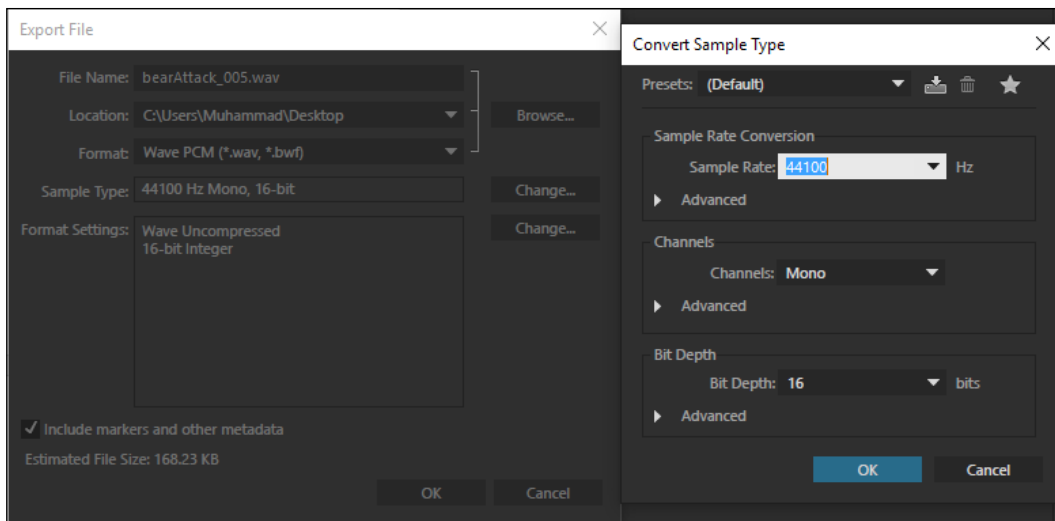 Export File
File Name: bearAttack_005.wav
Location: C:\Users\Muhammad\Desktop Browse...
Format: Wave PCM (*.wav, *.bwf)
Sample Type: 44100 Hz Mono, 16-bit Change...
Format Settings: Wave Uncompressed Change...
16-bit Integer
Include markers and other metadata
Estimated File Size: 168.23 KB
OK Cancel
Convert Sample Type
Presets: (Default)
Sample Rate Conversion
Sample Rate: 44100 Hz
Advanced
Channels
Channels: Mono
Advanced
Bit Depth
Bit Depth: 16 bits
Advanced
OK Cancel